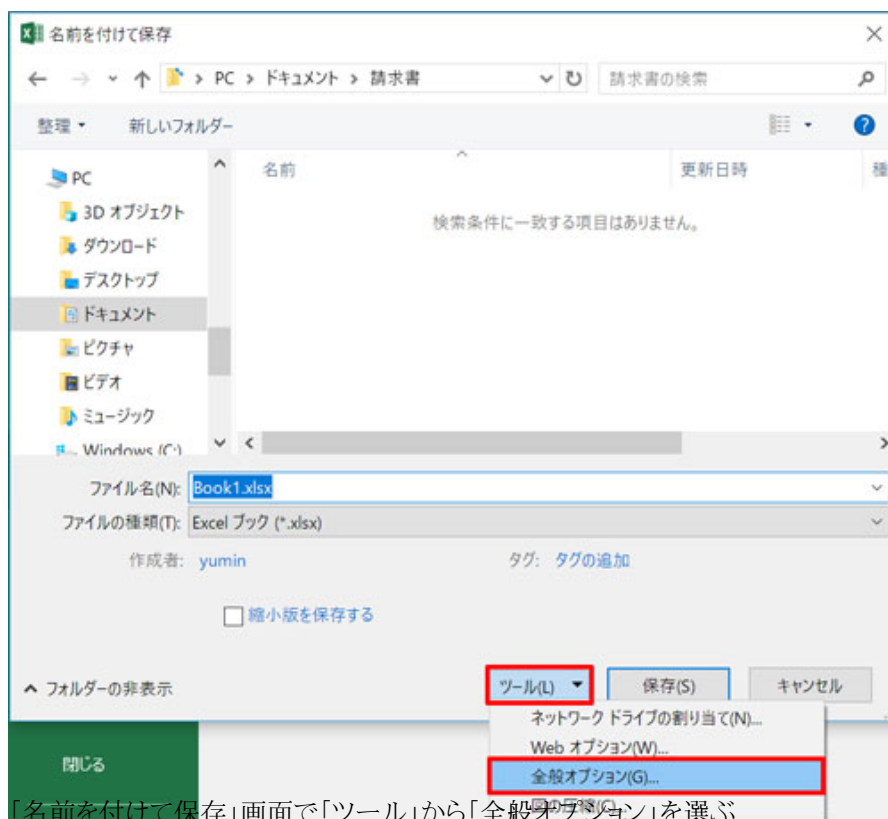 名前を付けて保存
PC > ドキュメント > 請求書
請求書の検索
整理
新しいフォルダー
名前
更新日時
種
検索条件に一致する項目はありません。
PC
3D オブジェクト
ダウンロード
デスクトップ
ドキュメント
ピクチャ
ビデオ
ミュージック
Windows (C:)
ファイル名(N): Book1.xlsx
ファイルの種類(T): Excel ブック (*.xlsx)
作成者: yumin
タグ: タグの追加
縮小版を保存する
フォルダーの非表示
ツール(L)
保存(S)
キャンセル
ネットワーク ドライブの割り当て(N)...
Web オプション(W)...
全般オプション(G)...
図の圧縮(C)...
閉じる
「名前を付けて保存」画面で「ツール」から「全般オプション」を選ぶ